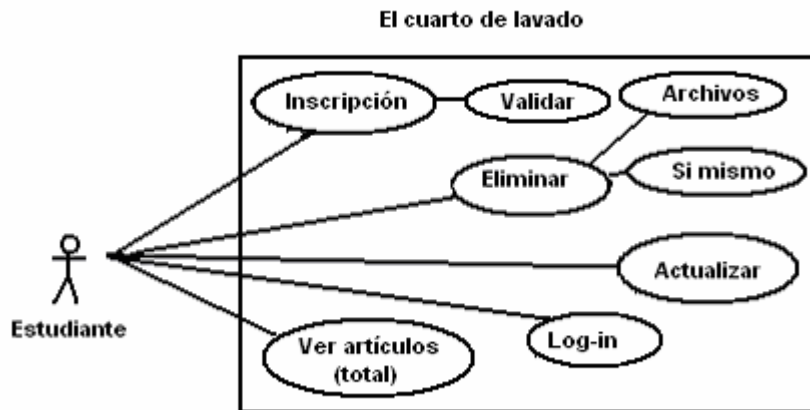 El cuarto de lavado
Inscripción
Validar
Archivos
Eliminar
Si mismo
Actualizar
Estudiante
Log-in
Ver artículos
(total)